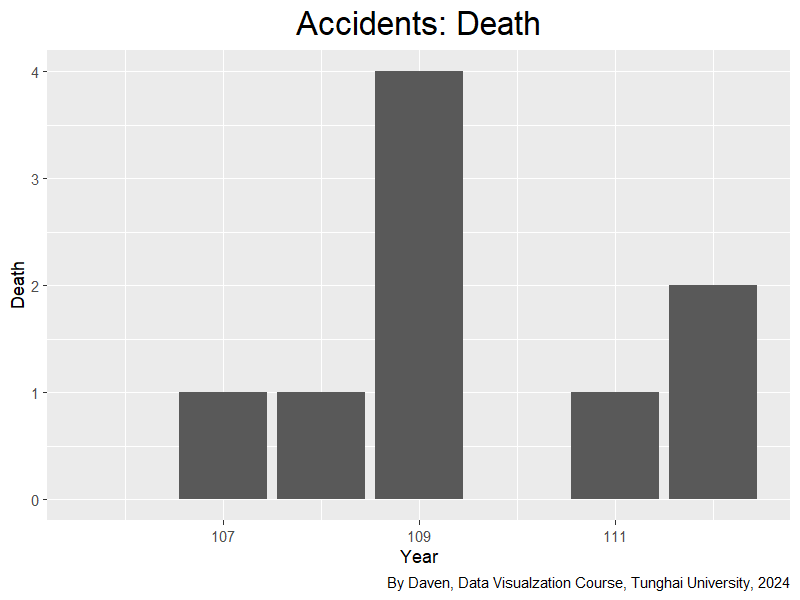 Accidents: Death
4
3
2
1
0
Death
107 109 111
Year
By Daven, Data Visualzation Course, Tunghai University, 2024